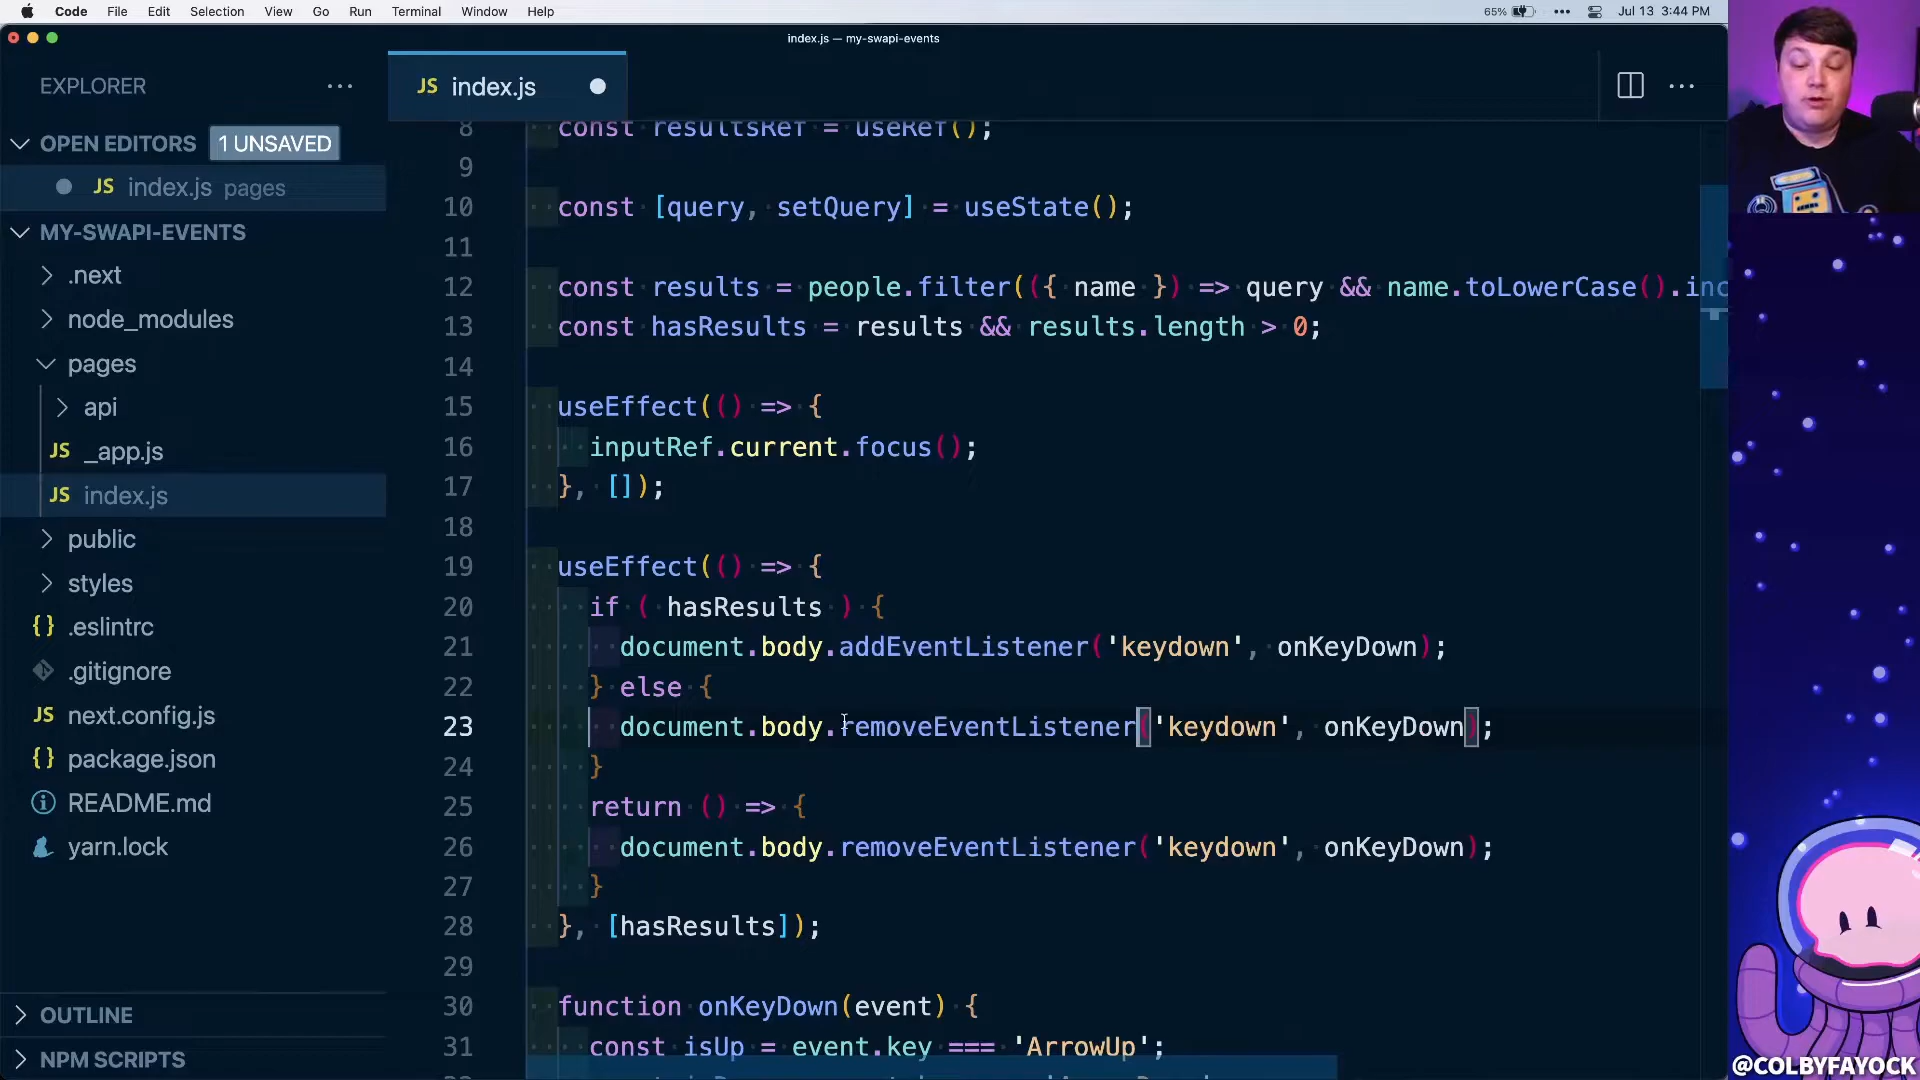 Code File Edit Selection View Go Run Terminal Window Help 65% Jul 13 3:44 PM
index.js — my-swapi-events
EXPLORER
OPEN EDITORS 1 UNSAVED
JS index.js pages
MY-SWAPI-EVENTS
.next
node_modules
pages
api
JS _app.js
JS index.js
public
styles
{} .eslintrc
.gitignore
JS next.config.js
{} package.json
README.md
yarn.lock
OUTLINE
NPM SCRIPTS
JS index.js
8 const resultsRef = useRef();
9
10 const [query, setQuery] = useState();
11
12 const results = people.filter(({ name }) => query && name.toLowerCase().inc
13 const hasResults = results && results.length > 0;
14
15 useEffect(() => {
16 inputRef.current.focus();
17 }, []);
18
19 useEffect(() => {
20 if ( hasResults ) {
21 document.body.addEventListener('keydown', onKeyDown);
22 } else {
23 document.body.removeEventListener('keydown', onKeyDown);
24 }
25 return () => {
26 document.body.removeEventListener('keydown', onKeyDown);
27 }
28 }, [hasResults]);
29
30 function onKeyDown(event) {
31 const isUp = event.key === 'ArrowUp';
@COLBYFAYOCK